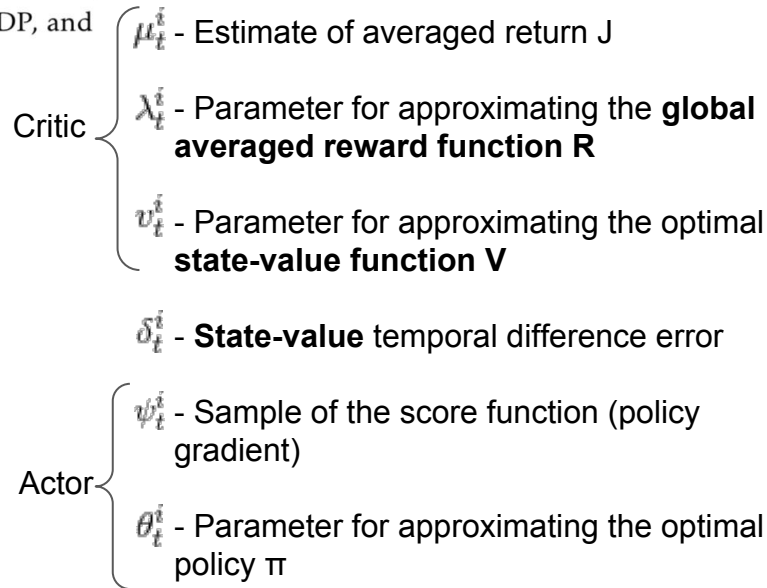 DP, and
μ_t^i - Estimate of averaged return J
Critic
λ_t^i - Parameter for approximating the global
averaged reward function R
v_t^i - Parameter for approximating the optimal
state-value function V
δ_t^i - State-value temporal difference error
ψ_t^i - Sample of the score function (policy
gradient)
Actor
θ_t^i - Parameter for approximating the optimal
policy π